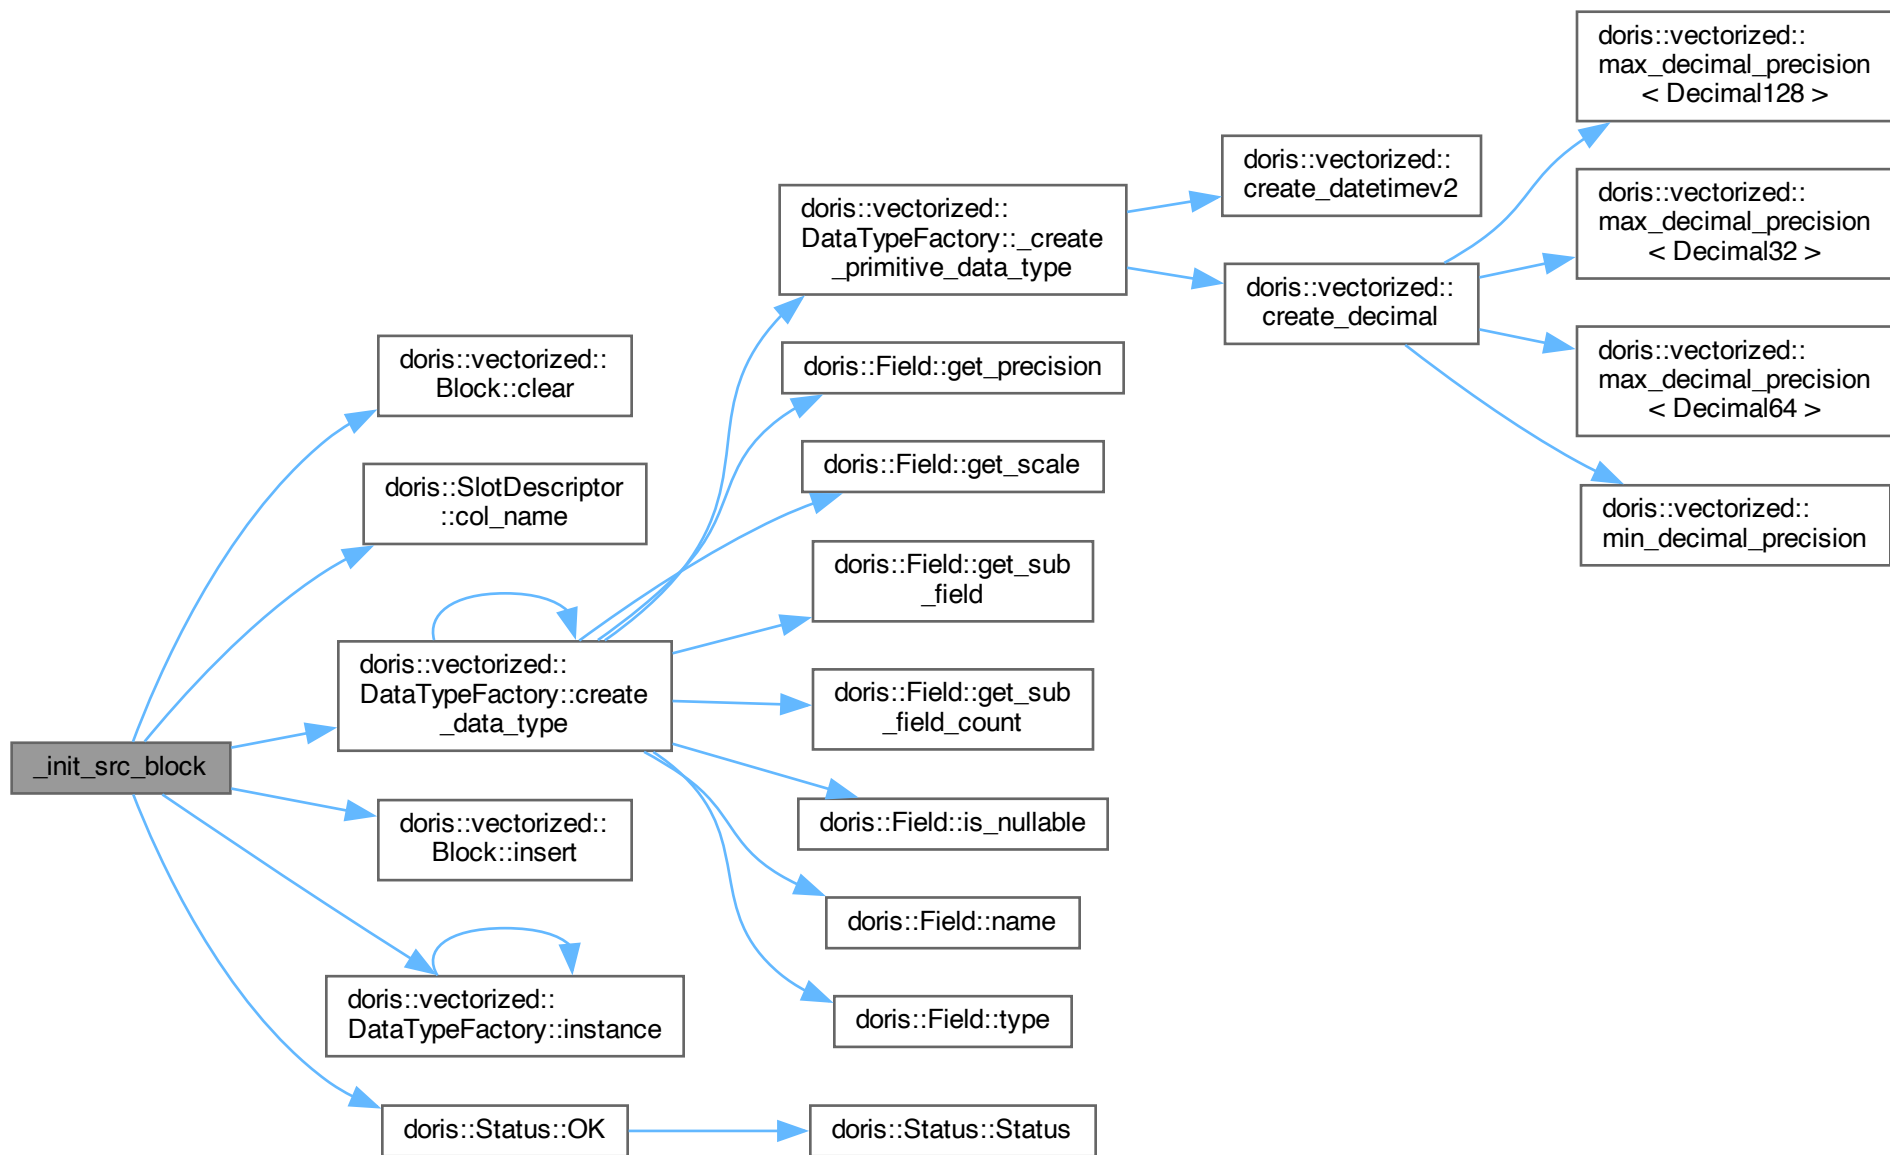 _init_src_block
doris::vectorized::
Block::clear
doris::SlotDescriptor
::col_name
doris::vectorized::
DataTypeFactory::create
_data_type
doris::vectorized::
Block::insert
doris::vectorized::
DataTypeFactory::instance
doris::Status::OK
doris::vectorized::
DataTypeFactory::_create
_primitive_data_type
doris::Field::get_precision
doris::Field::get_scale
doris::Field::get_sub
_field
doris::Field::get_sub
_field_count
doris::Field::is_nullable
doris::Field::name
doris::Field::type
doris::Status::Status
doris::vectorized::
create_datetimev2
doris::vectorized::
create_decimal
doris::vectorized::
max_decimal_precision
< Decimal128 >
doris::vectorized::
max_decimal_precision
< Decimal32 >
doris::vectorized::
max_decimal_precision
< Decimal64 >
doris::vectorized::
min_decimal_precision